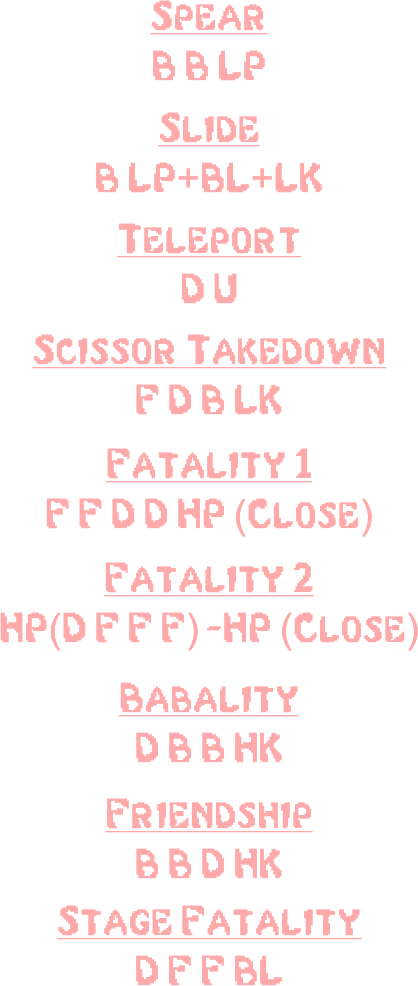 Spear
B B LP
Slide
B LP+BL+LK
Teleport
D U
Scissor Takedown
F D B LK
Fatality 1
F F D D HP (Close)
Fatality 2
HP(D F F F) -HP (Close)
Babality
D B B HK
Friendship
B B D HK
Stage Fatality
D F F BL